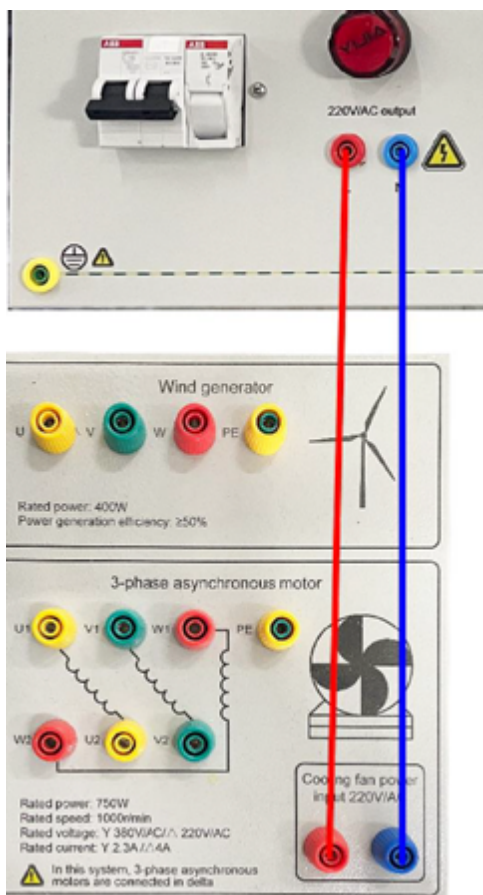 ABB
ABB
220V/AC output
L
N
Wind generator
U V W PE
Rated power: 400W
Power generation efficiency: ≥50%
3-phase asynchronous motor
U1 V1 W1 PE
W2 U2 V2
Cooling fan power
input 220V/AC
Rated power: 750W
Rated speed: 1000r/min
Rated voltage: Y 380V/AC/△ 220V/AC
Rated current: Y 2.3A /△4A
In this system, 3-phase asynchronous
motors are connected in delta